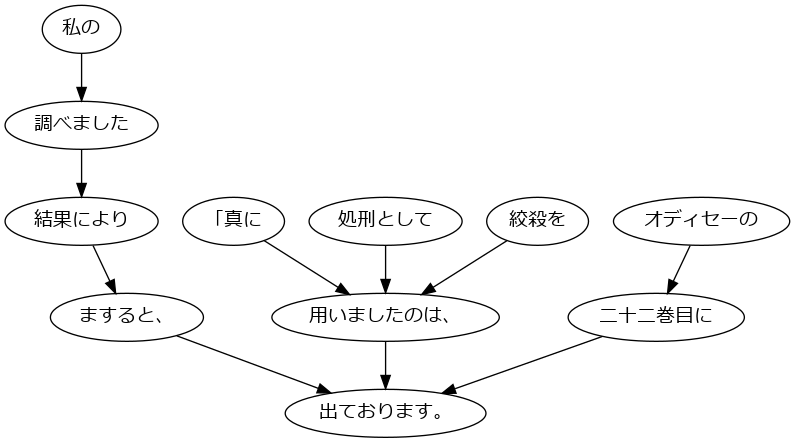 私の
調べました
結果により
「真に
処刑として
絞殺を
オディセーの
ますると、
用いましたのは、
二十二巻目に
出ております。